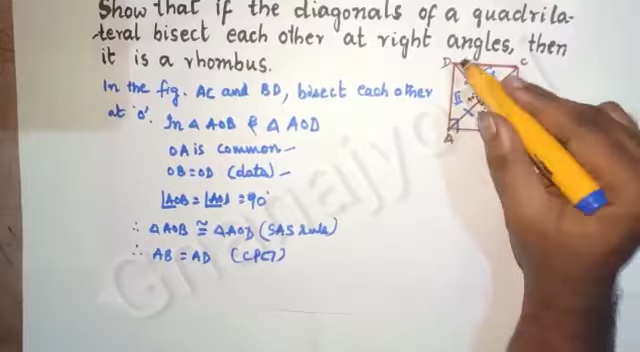 Show that if the diagonals of a quadrila-
teral bisect each other at right angles, then
it is a rhombus.
D C
In the fig. AC and BD, bisect each other
at 'O'. In △ AOB & △ AOD
OA is common
OB = OD (data)
∠AOB = ∠AOD = 90°
∴ △ AOB ≅ △AOD (SAS rule)
∴ AB = AD (CPCT)
A
Gnanajyo